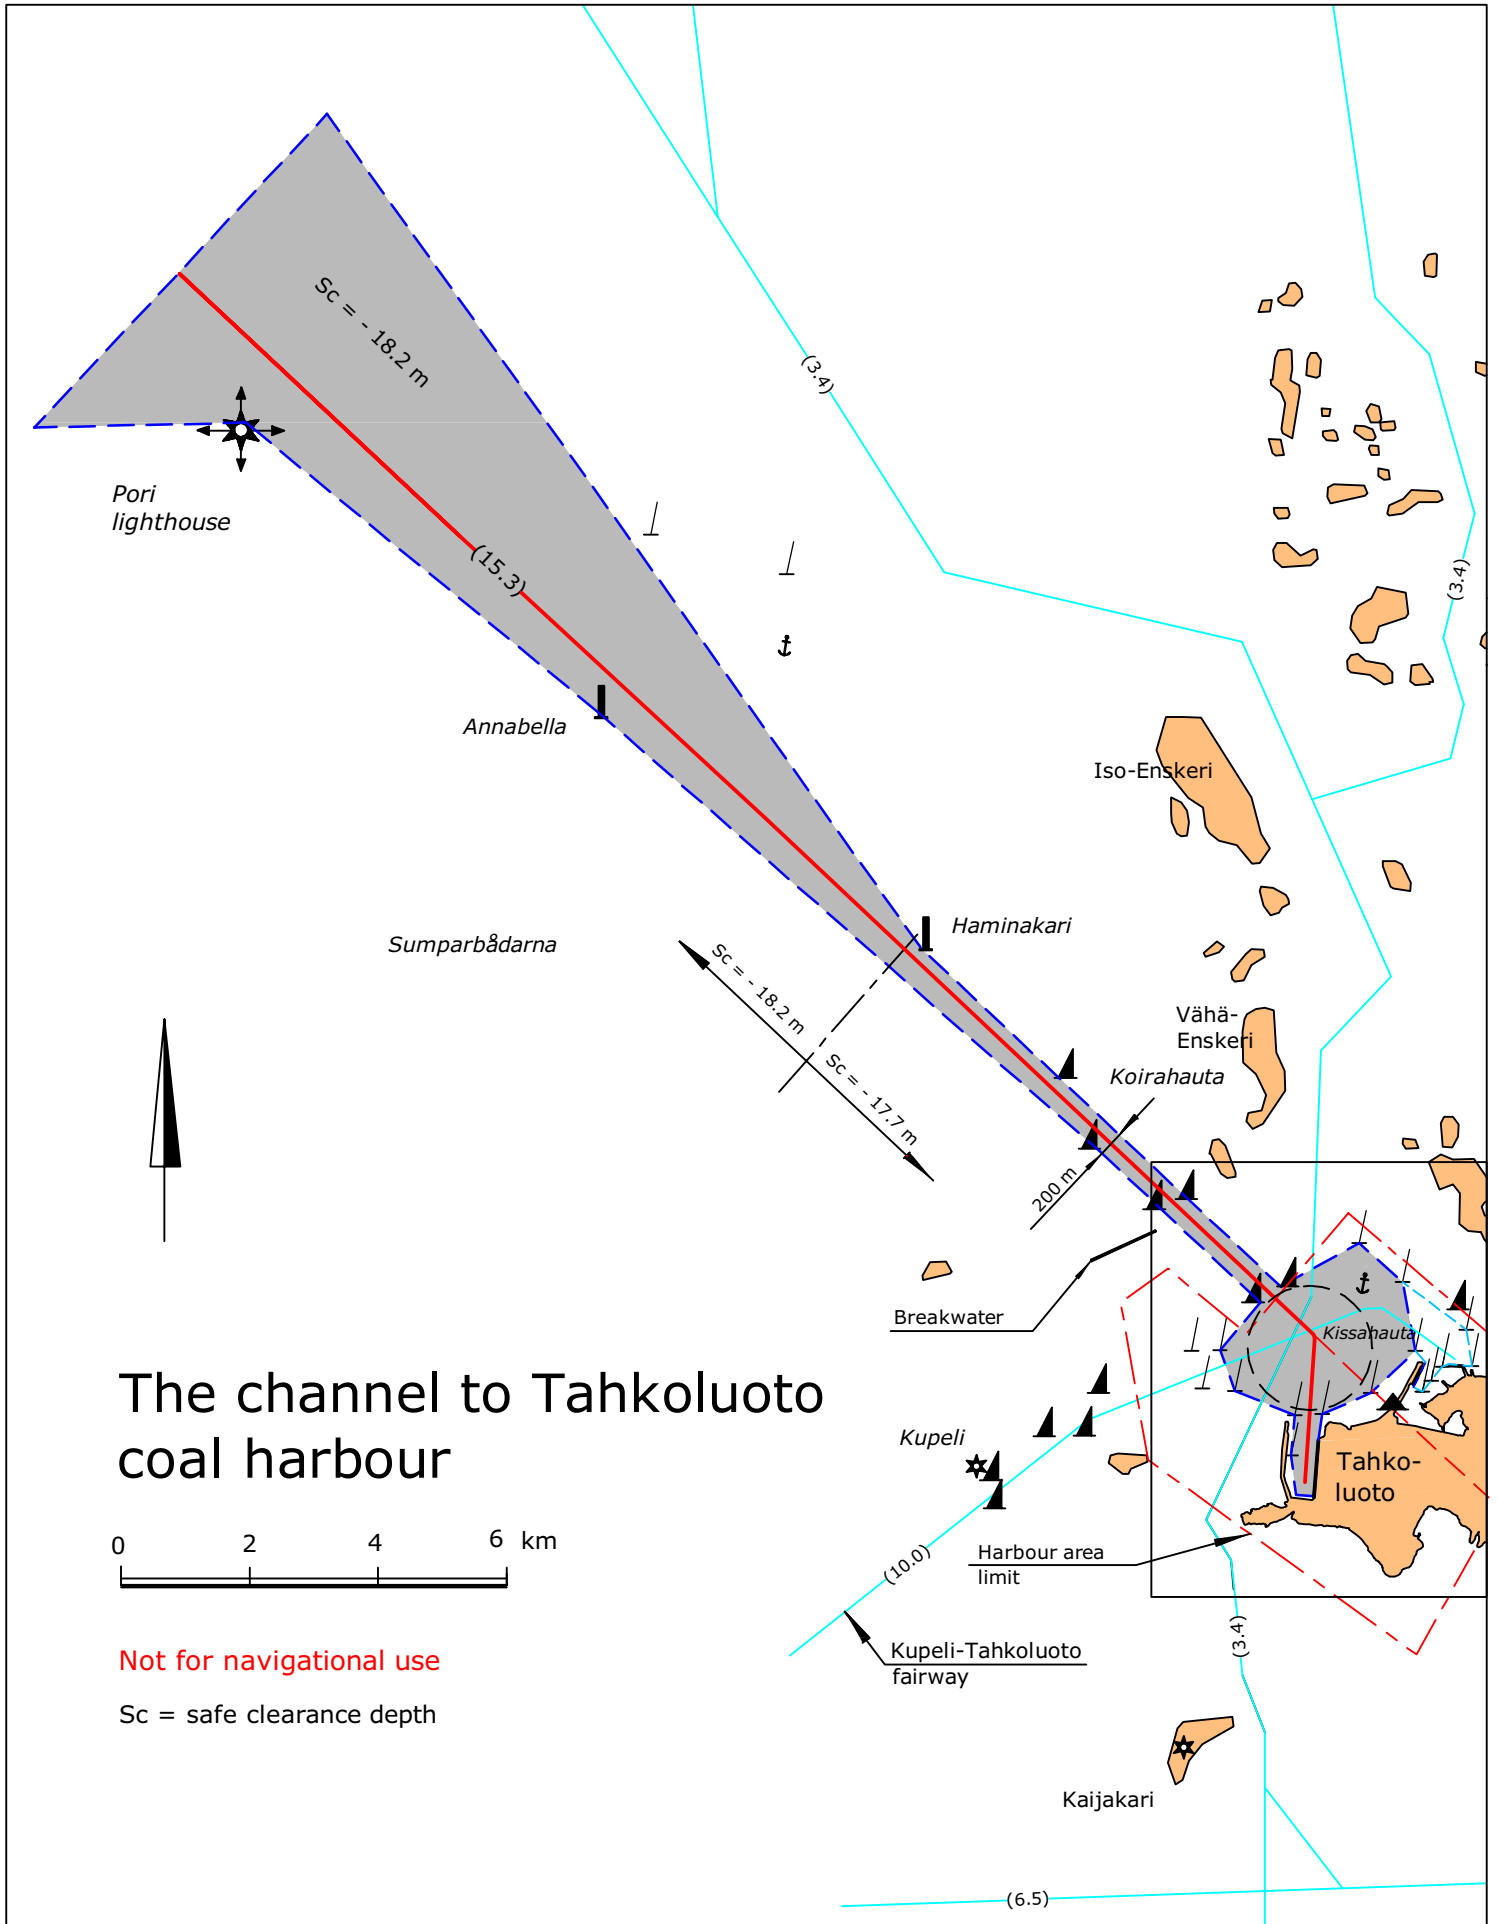 Sc = - 18.2 m
(3.4)
Pori
lighthouse
(15.3)
(3.4)
Annabella
Iso-Enskeri
Haminakari
Sumparbådarna
Sc = - 18.2 m
Vähä-
Enskeri
Sc = - 17.7 m
Koirahauta
200 m
Breakwater
Kissahauta
The channel to Tahkoluoto
coal harbour
Kupeli
Tahko-
luoto
0 2 4 6 km
(10.0)
Harbour area
limit
(3.4)
Kupeli-Tahkoluoto
fairway
Not for navigational use
Sc = safe clearance depth
Kaijakari
(6.5)